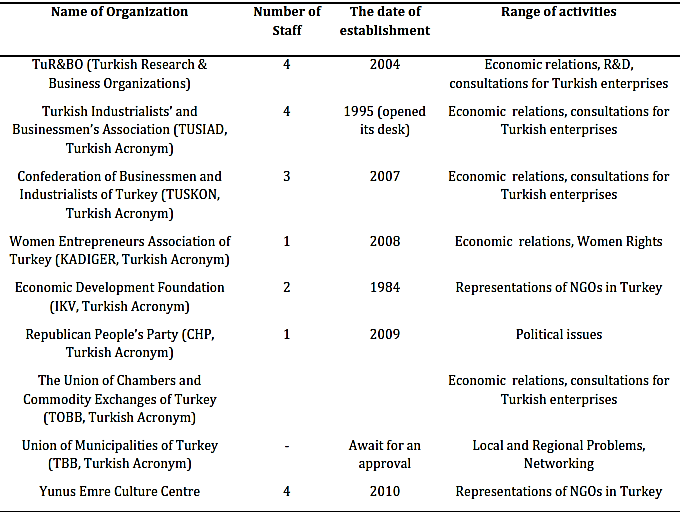 Name of Organization Number of Staff The date of establishment Range of activities
TuR&BO (Turkish Research & Business Organizations) 4 2004 Economic relations, R&D, consultations for Turkish enterprises
Turkish Industrialists' and Businessmen's Association (TUSIAD, Turkish Acronym) 4 1995 (opened its desk) Economic relations, consultations for Turkish enterprises
Confederation of Businessmen and Industrialists of Turkey (TUSKON, Turkish Acronym) 3 2007 Economic relations, consultations for Turkish enterprises
Women Entrepreneurs Association of Turkey (KADIGER, Turkish Acronym) 1 2008 Economic relations, Women Rights
Economic Development Foundation (IKV, Turkish Acronym) 2 1984 Representations of NGOs in Turkey
Republican People's Party (CHP, Turkish Acronym) 1 2009 Political issues
The Union of Chambers and Commodity Exchanges of Turkey (TOBB, Turkish Acronym) Economic relations, consultations for Turkish enterprises
Union of Municipalities of Turkey (TBB, Turkish Acronym) - Await for an approval Local and Regional Problems, Networking
Yunus Emre Culture Centre 4 2010 Representations of NGOs in Turkey